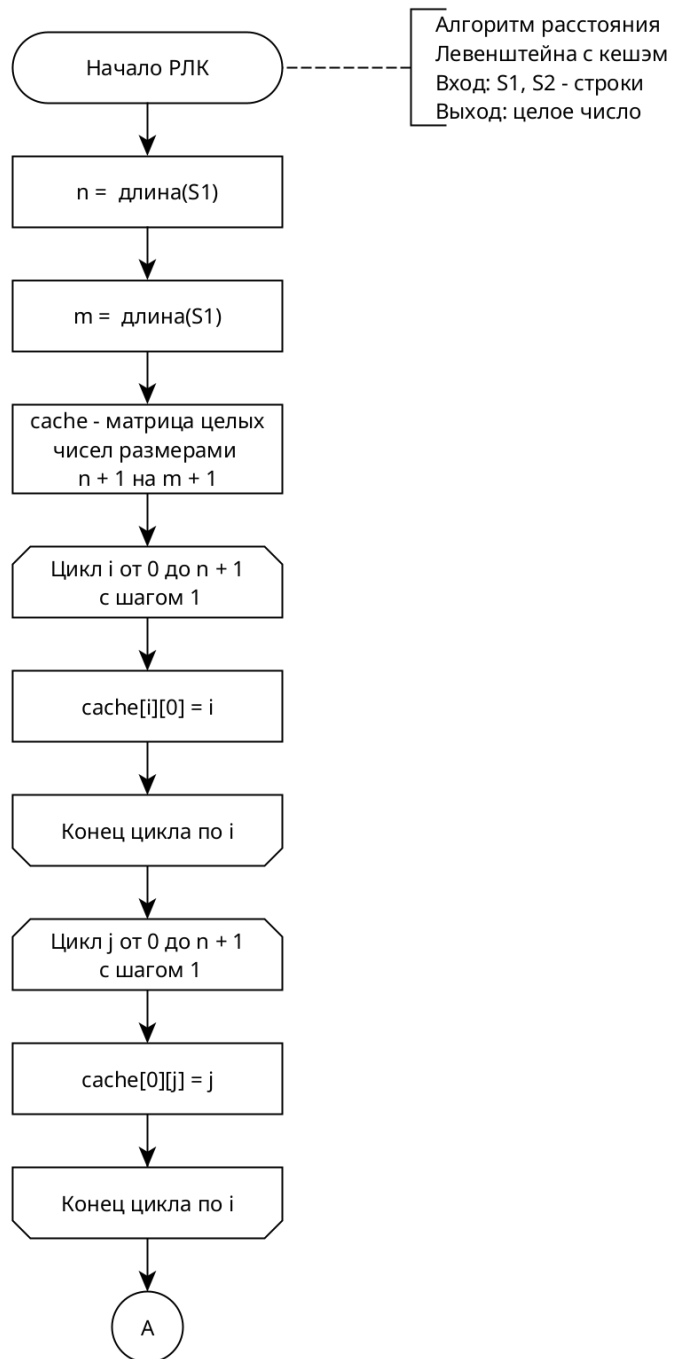 Начало РЛК
Алгоритм расстояния
Левенштейна с кешэм
Вход: S1, S2 - строки
Выход: целое число
n = длина(S1)
m = длина(S1)
cache - матрица целых
чисел размерами
n + 1 на m + 1
Цикл i от 0 до n + 1
с шагом 1
cache[i][0] = i
Конец цикла по i
Цикл j от 0 до n + 1
с шагом 1
cache[0][j] = j
Конец цикла по i
A